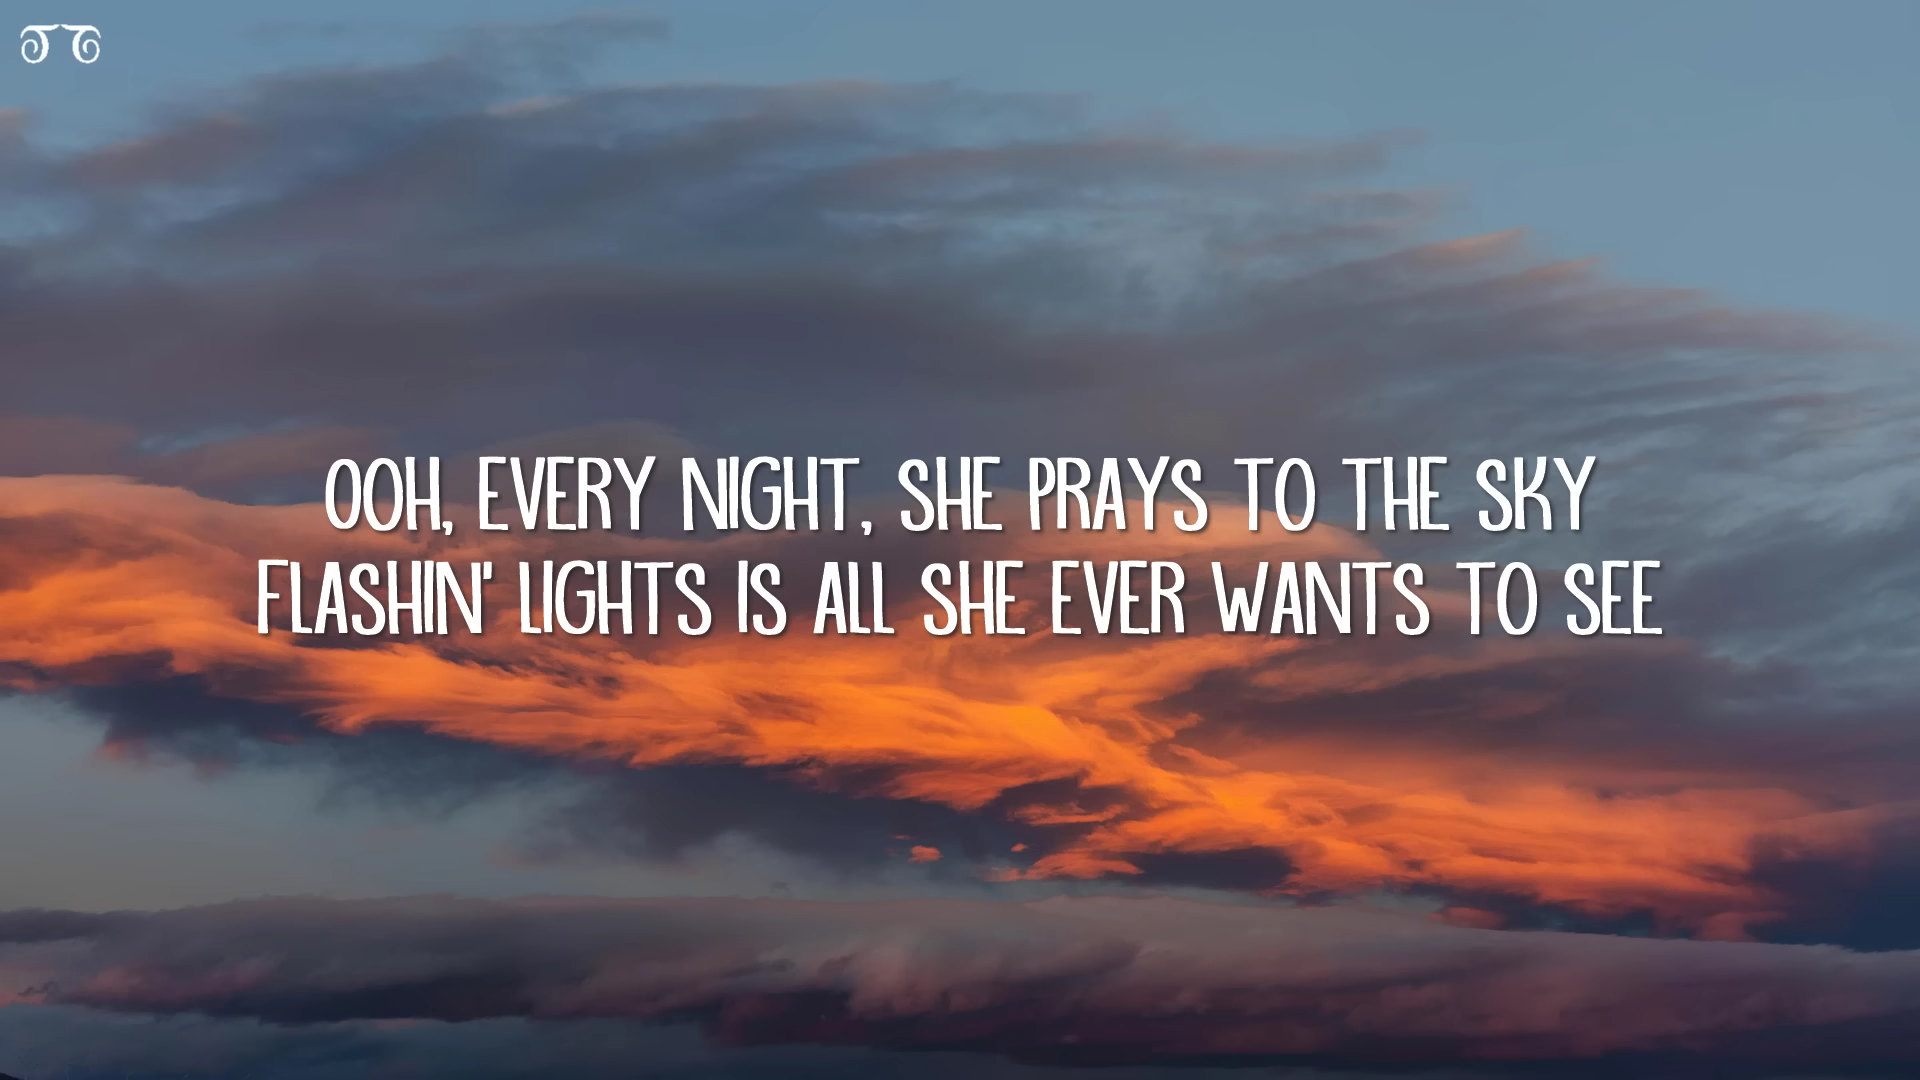 OOH, EVERY NIGHT, SHE PRAYS TO THE SKY
FLASHIN' LIGHTS IS ALL SHE EVER WANTS TO SEE